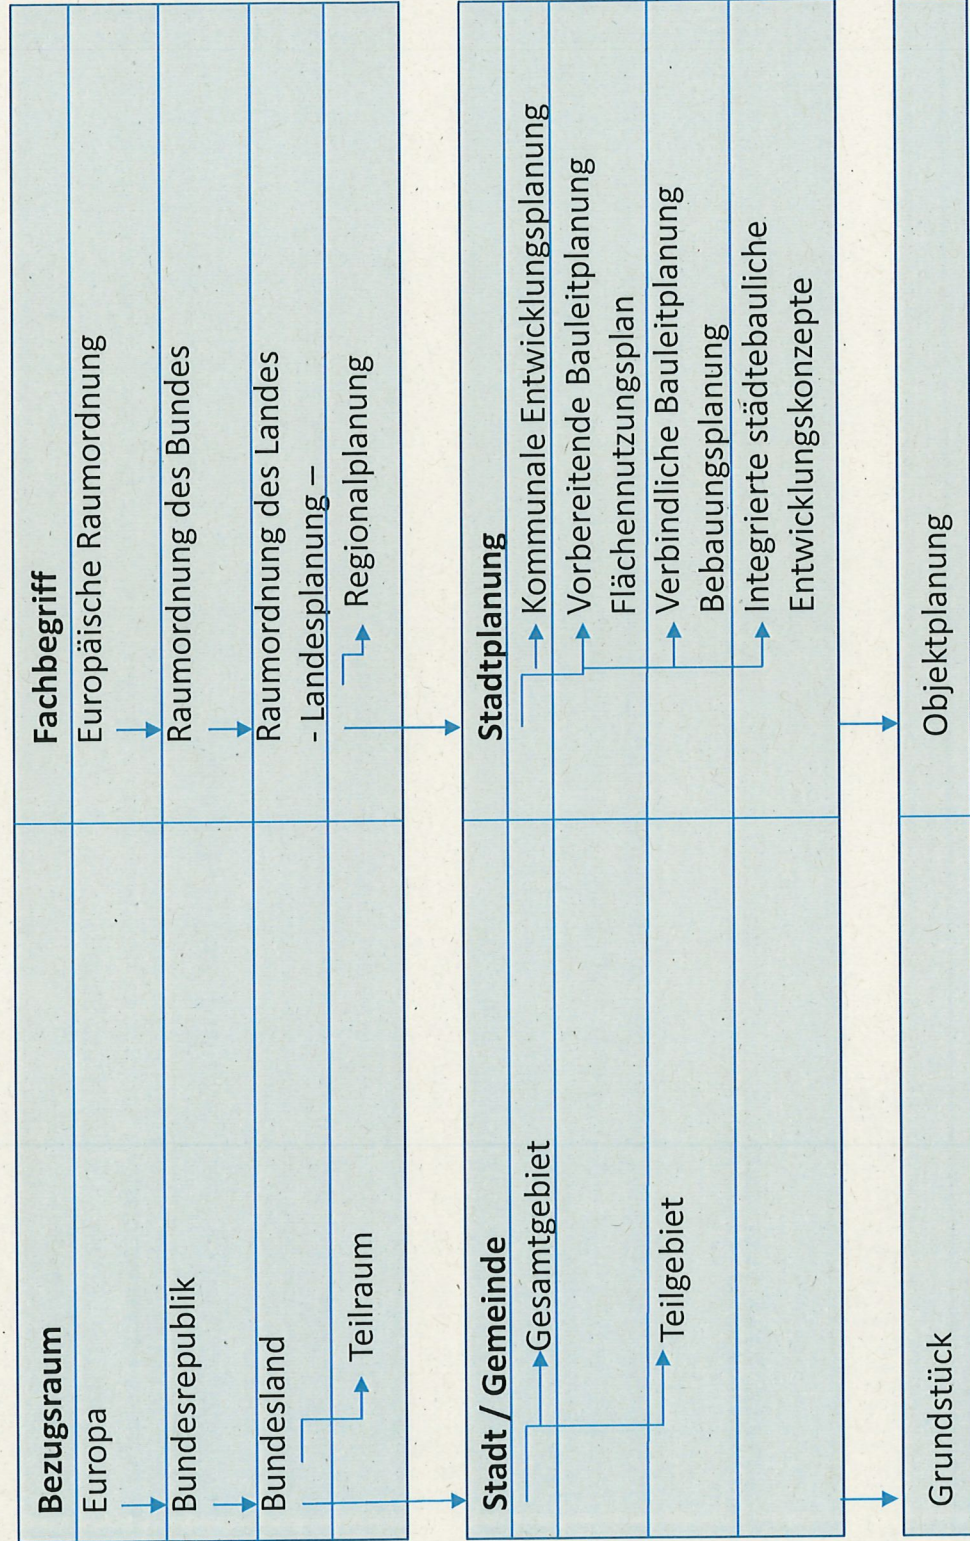 Bezugsraum
Fachbegriff
Europa
Europäische Raumordnung
Bundesrepublik
Raumordnung des Bundes
Bundesland
Raumordnung des Landes
- Landesplanung –
Teilraum
Regionalplanung
Stadt / Gemeinde
Stadtplanung
Gesamtgebiet
Kommunale Entwicklungsplanung
Vorbereitende Bauleitplanung
Flächennutzungsplan
Teilgebiet
Verbindliche Bauleitplanung
Bebauungsplanung
Integrierte städtebauliche
Entwicklungskonzepte
Grundstück
Objektplanung